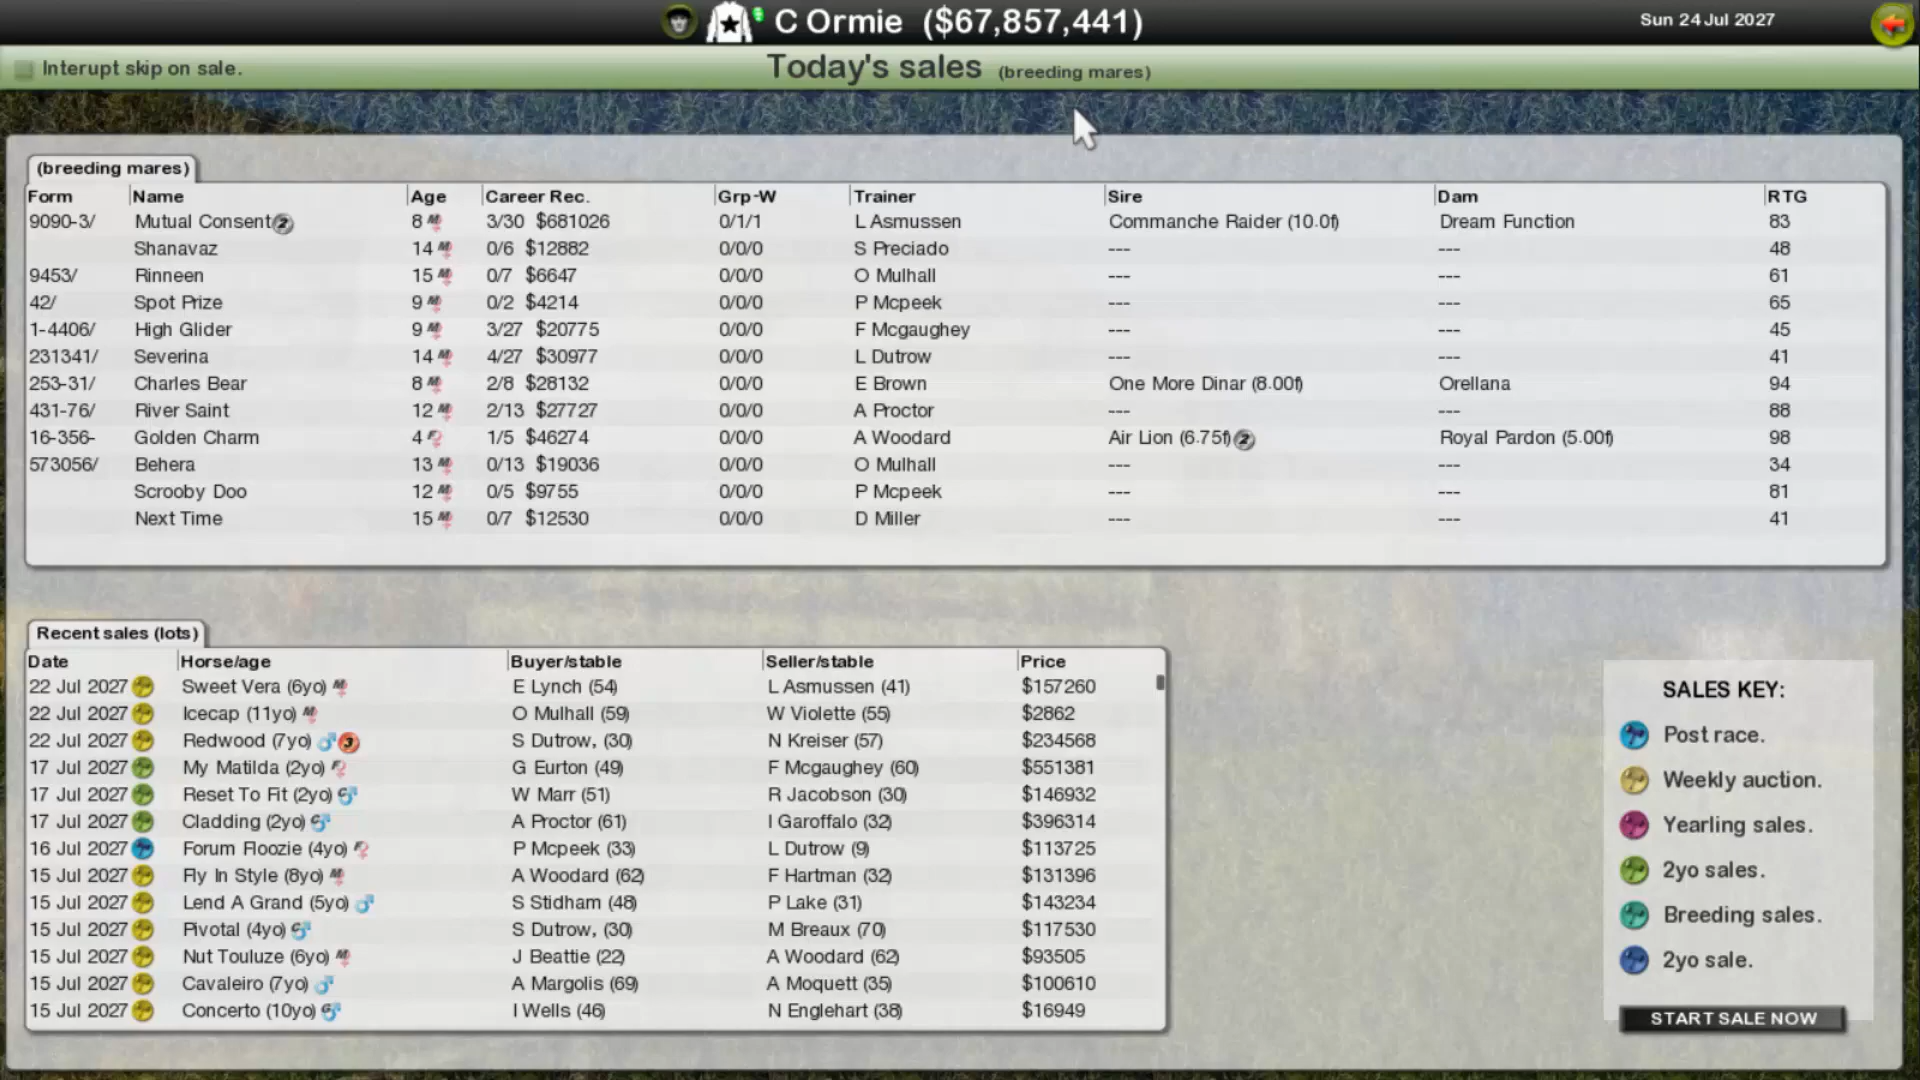 C Ormie ($67,857,441)
Sun 24 Jul 2027
Interupt skip on sale.
Today's sales (breeding mares)
(breeding mares)
Form Name Age Career Rec. Grp-W Trainer Sire Dam RTG
9090-3/ Mutual Consent 2 8 M 3/30 $681026 0/1/1 L Asmussen Commanche Raider (10.0f) Dream Function 83
Shanavaz 14 M 0/6 $12882 0/0/0 S Preciado --- --- 48
9453/ Rinneen 15 M 0/7 $6647 0/0/0 O Mulhall --- --- 61
42/ Spot Prize 9 M 0/2 $4214 0/0/0 P Mcpeek --- --- 65
1-4406/ High Glider 9 M 3/27 $20775 0/0/0 F Mcgaughey --- --- 45
231341/ Severina 14 M 4/27 $30977 0/0/0 L Dutrow --- --- 41
253-31/ Charles Bear 8 M 2/8 $28132 0/0/0 E Brown One More Dinar (8.00f) Orellana 94
431-76/ River Saint 12 M 2/13 $27727 0/0/0 A Proctor --- --- 88
16-356- Golden Charm 4 F 1/5 $46274 0/0/0 A Woodard Air Lion (6.75f) 2 Royal Pardon (5.00f) 98
573056/ Behera 13 M 0/13 $19036 0/0/0 O Mulhall --- --- 34
Scrooby Doo 12 M 0/5 $9755 0/0/0 P Mcpeek --- --- 81
Next Time 15 M 0/7 $12530 0/0/0 D Miller --- --- 41
Recent sales (lots)
Date Horse/age Buyer/stable Seller/stable Price
22 Jul 2027 Sweet Vera (6yo) M E Lynch (54) L Asmussen (41) $157260
22 Jul 2027 Icecap (11yo) M O Mulhall (59) W Violette (55) $2862
22 Jul 2027 Redwood (7yo) 3 S Dutrow, (30) N Kreiser (57) $234568
17 Jul 2027 My Matilda (2yo) F G Eurton (49) F Mcgaughey (60) $551381
17 Jul 2027 Reset To Fit (2yo) C W Marr (51) R Jacobson (30) $146932
17 Jul 2027 Cladding (2yo) G A Proctor (61) I Garoffalo (32) $396314
16 Jul 2027 Forum Floozie (4yo) F P Mcpeek (33) L Dutrow (9) $113725
15 Jul 2027 Fly In Style (8yo) M A Woodard (62) F Hartman (32) $131396
15 Jul 2027 Lend A Grand (5yo) S Stidham (48) P Lake (31) $143234
15 Jul 2027 Pivotal (4yo) G S Dutrow, (30) M Breaux (70) $117530
15 Jul 2027 Nut Touluze (6yo) M J Beattie (22) A Woodard (62) $93505
15 Jul 2027 Cavaleiro (7yo) A Margolis (69) A Moquett (35) $100610
15 Jul 2027 Concerto (10yo) G I Wells (46) N Englehart (38) $16949
SALES KEY:
Post race.
Weekly auction.
Yearling sales.
2yo sales.
Breeding sales.
2yo sale.
START SALE NOW